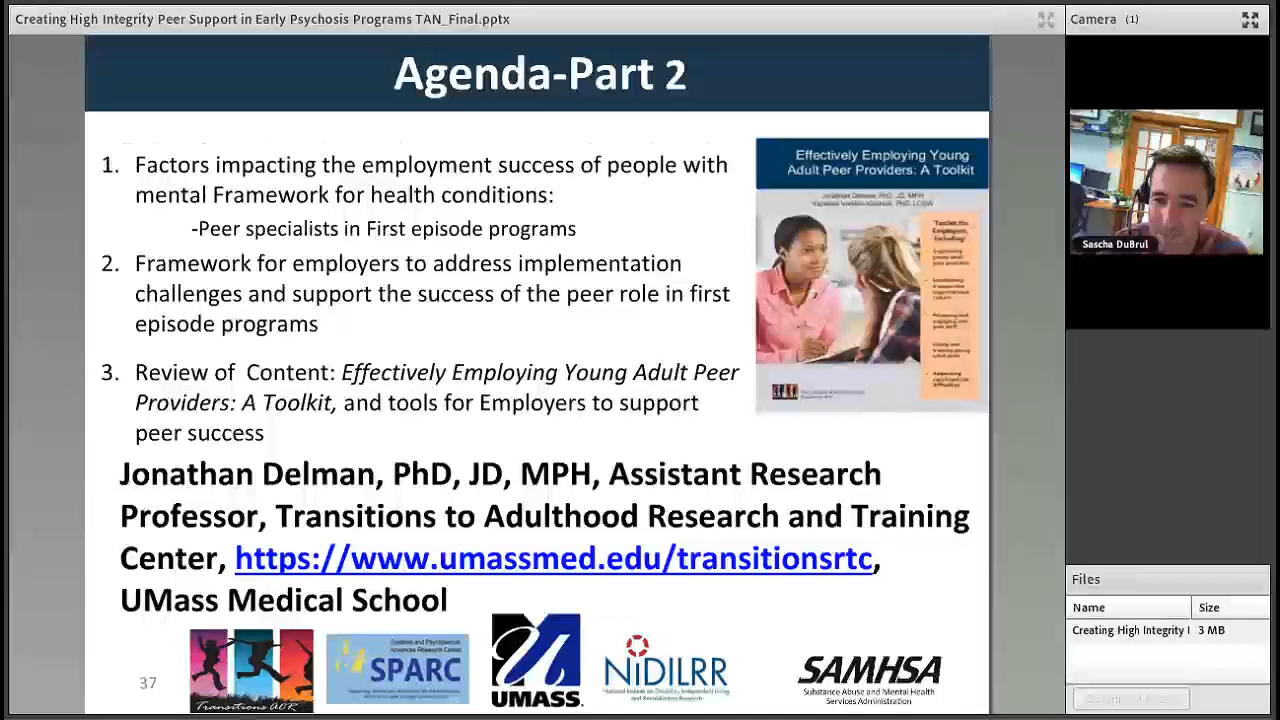 Creating High Integrity Peer Support in Early Psychosis Programs TAN_Final.pptx
Camera (1)
Agenda-Part 2
1. Factors impacting the employment success of people with
mental Framework for health conditions:
-Peer specialists in First episode programs
2. Framework for employers to address implementation
challenges and support the success of the peer role in first
episode programs
3. Review of Content: Effectively Employing Young Adult Peer
Providers: A Toolkit, and tools for Employers to support
peer success
Effectively Employing Young
Adult Peer Providers: A Toolkit
Jonathan Delman, PhD, JD, MPH, Assistant Research
Professor, Transitions to Adulthood Research and Training
Center, https://www.umassmed.edu/transitionsrtc,
UMass Medical School
Transitions ACR
SPARC
UMASS
NIDILRR
SAMHSA
Substance Abuse and Mental Health
Services Administration
37
Sascha DuBrul
Files
Name Size
Creating High Integrity I 3 MB